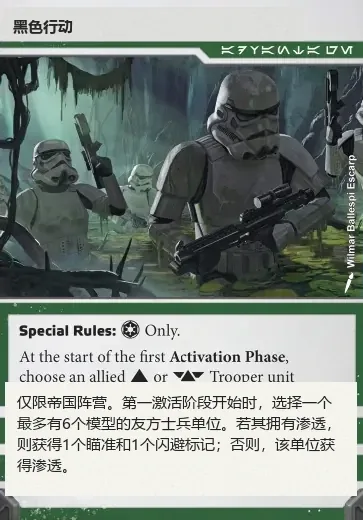 黑色行动
Wilmar Ballespi Escarp
Special Rules: Only.
At the start of the first Activation Phase,
choose an allied ▲ or Trooper unit
仅限帝国阵营。第一激活阶段开始时，选择一个
最多有6个模型的友方士兵单位。若其拥有渗透，
则获得1个瞄准和1个闪避标记；否则，该单位获
得渗透。